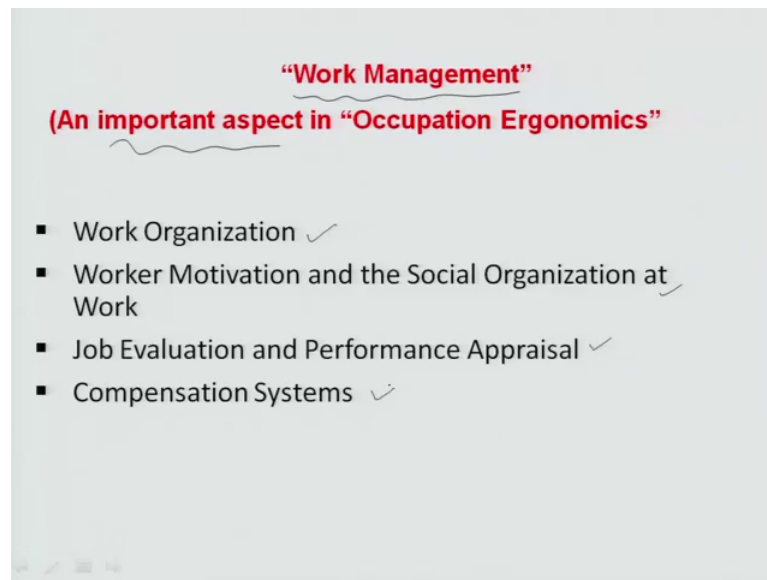 “Work Management”
(An important aspect in “Occupation Ergonomics”
▪ Work Organization
▪ Worker Motivation and the Social Organization at
Work
▪ Job Evaluation and Performance Appraisal
▪ Compensation Systems